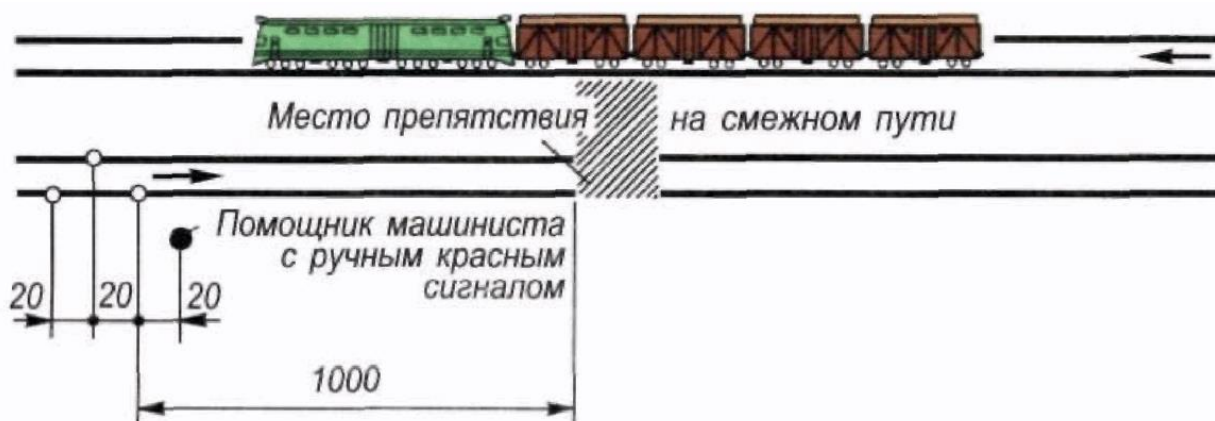 Место препятствия на смежном пути
Помощник машиниста
с ручным красным
сигналом
20 20 20
1000